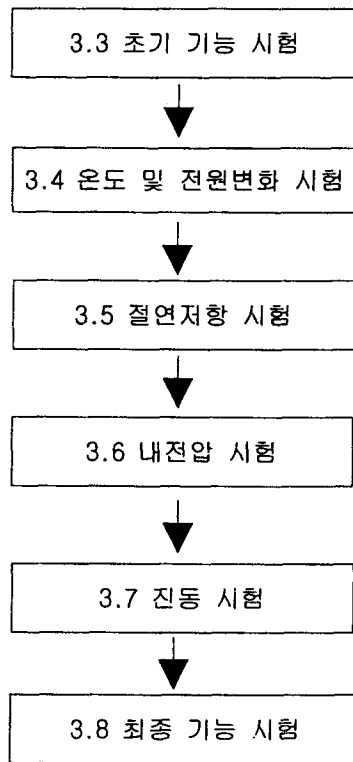 3.3 초기 기능 시험
3.4 온도 및 전원변화 시험
3.5 절연저항 시험
3.6 내전압 시험
3.7 진동 시험
3.8 최종 기능 시험